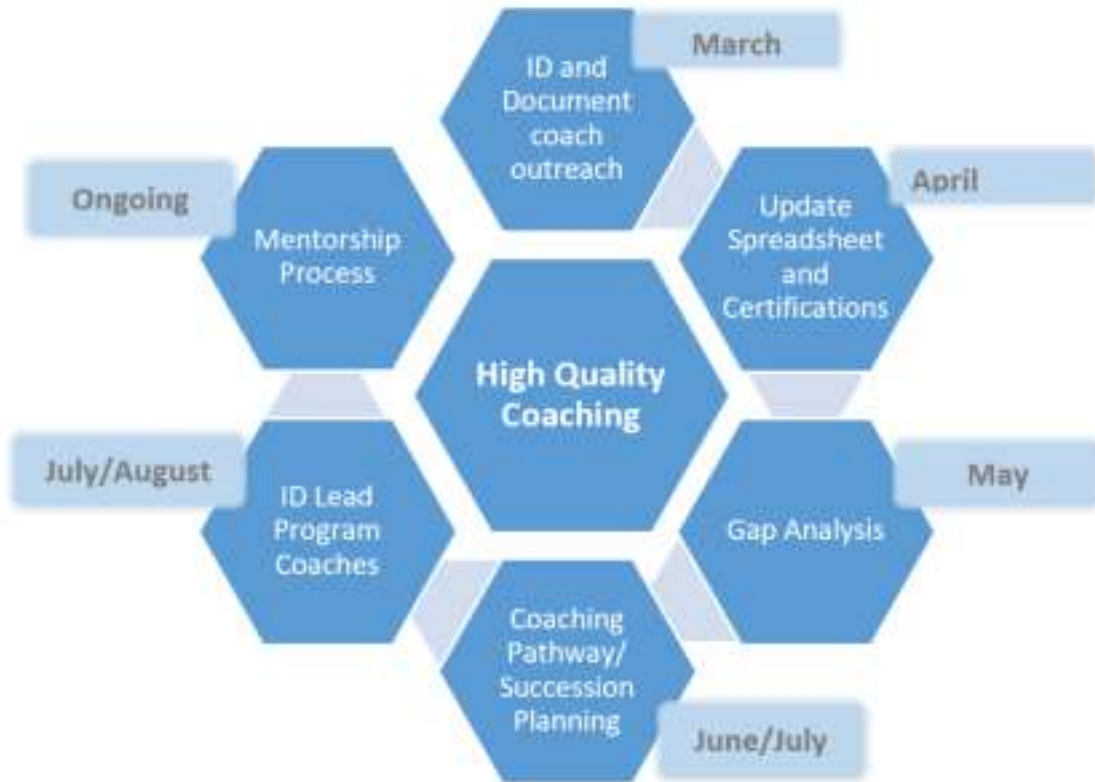 March
ID and
Document
coach
outreach
April
Update
Spreadsheet
and
Certifications
May
Gap Analysis
June/July
Coaching
Pathway/
Succession
Planning
July/August
ID Lead
Program
Coaches
Ongoing
Mentorship
Process
High Quality
Coaching